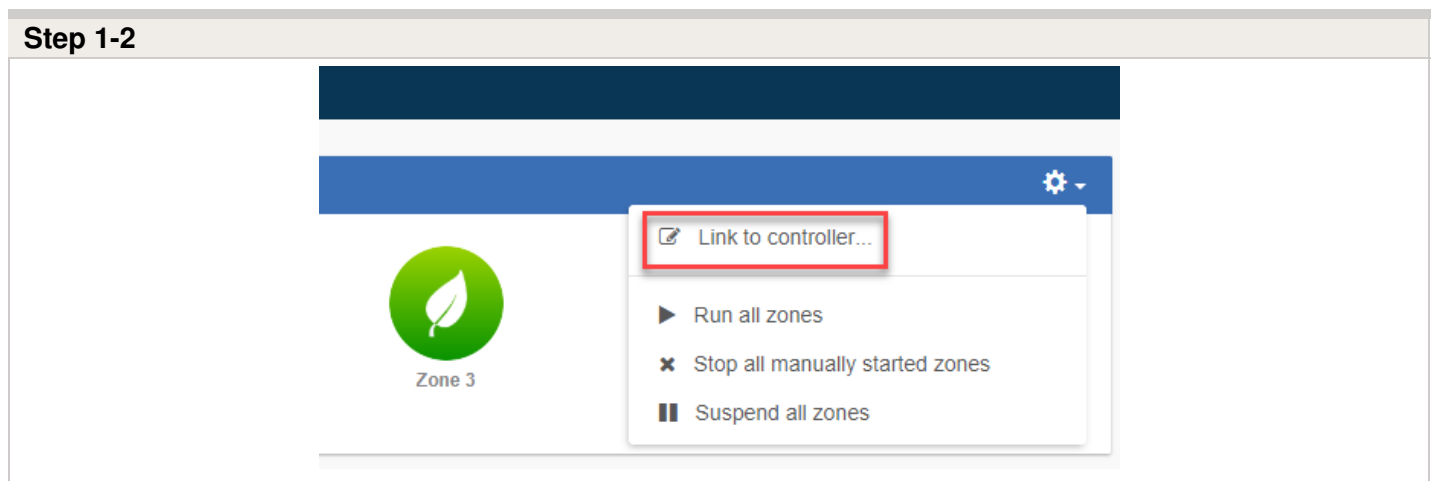 Step 1-2
Link to controller...
Run all zones
Zone 3
Stop all manually started zones
Suspend all zones